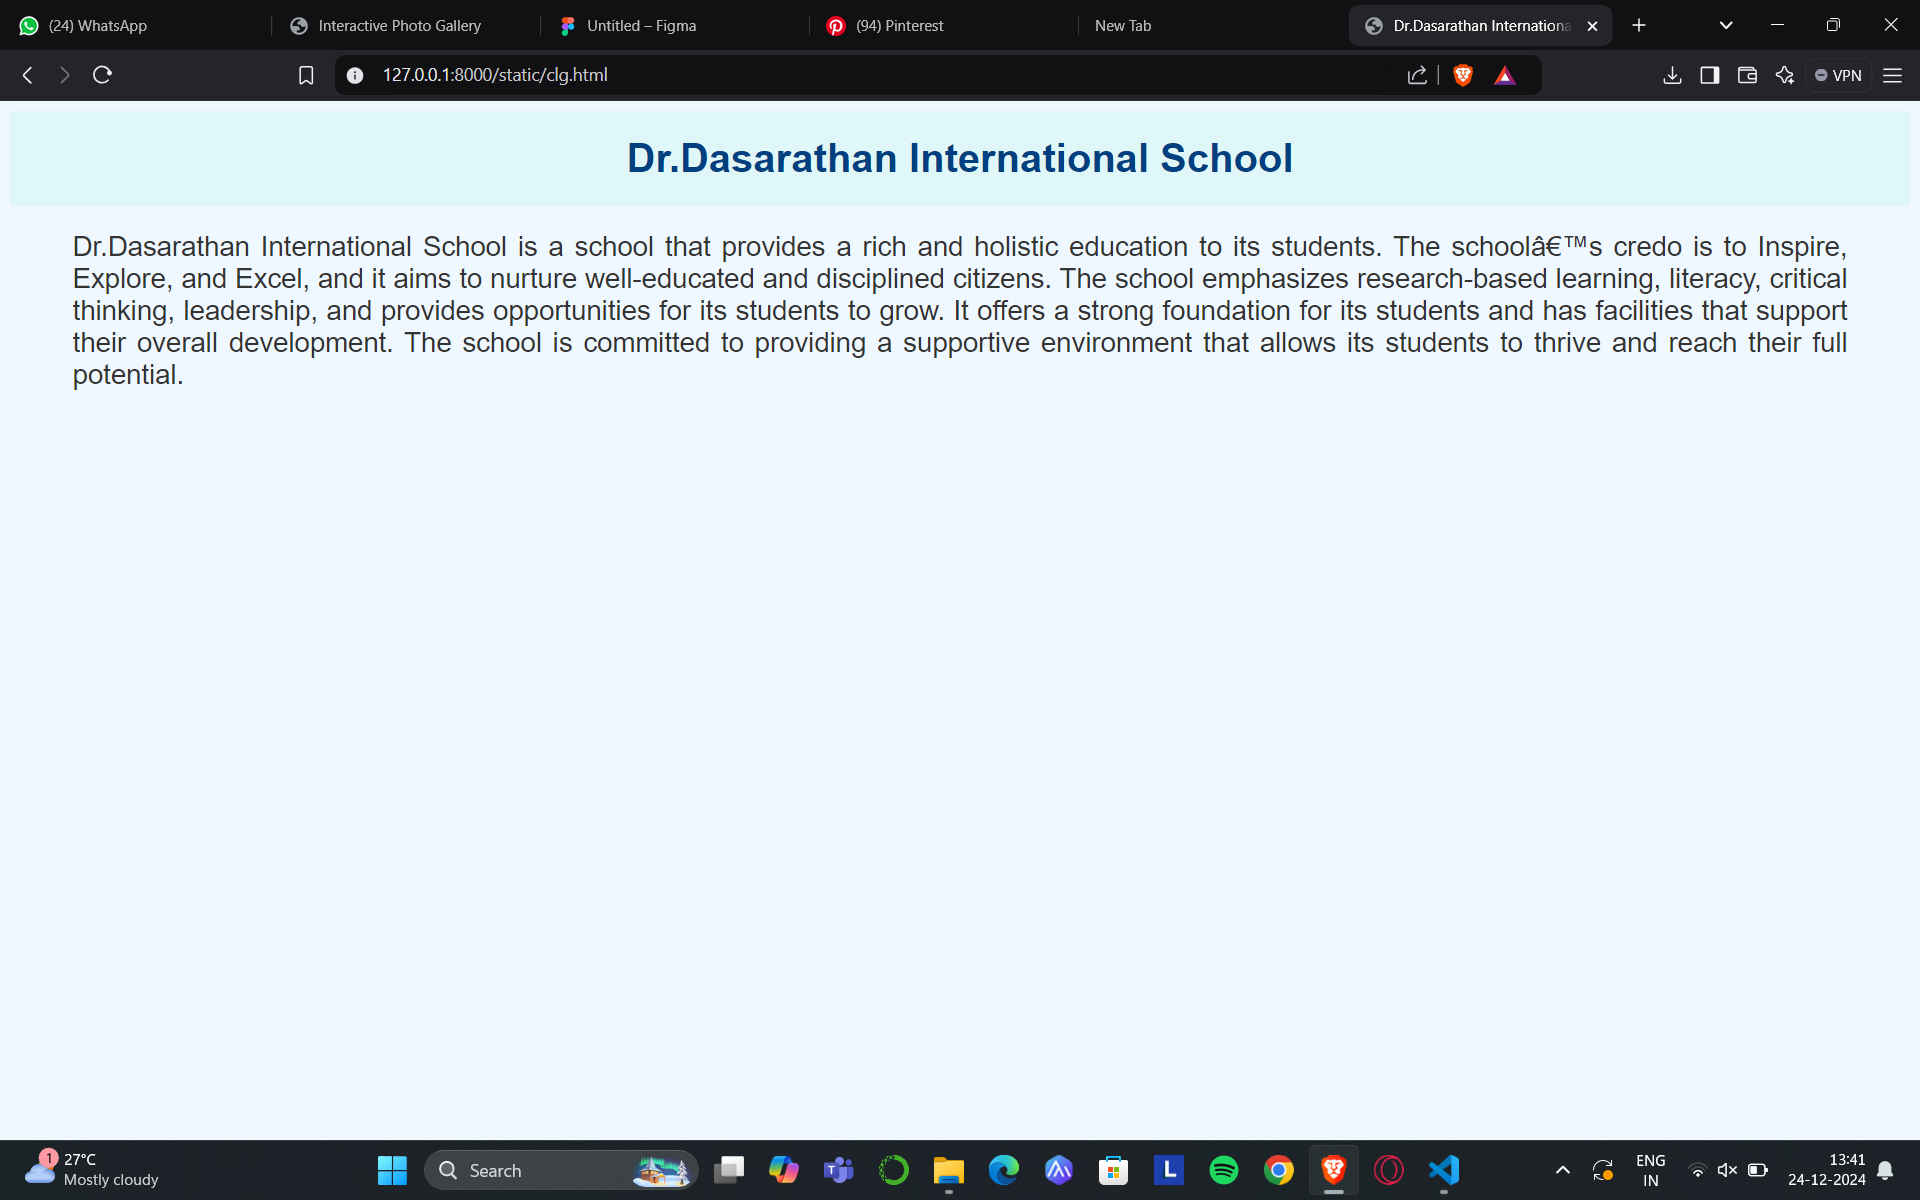 (24) WhatsApp
Interactive Photo Gallery
Untitled – Figma
(94) Pinterest
New Tab
Dr.Dasarathan Internationa
127.0.0.1:8000/static/clg.html
VPN
Dr.Dasarathan International School
Dr.Dasarathan International School is a school that provides a rich and holistic education to its students. The schoolâ€™s credo is to Inspire,
Explore, and Excel, and it aims to nurture well-educated and disciplined citizens. The school emphasizes research-based learning, literacy, critical
thinking, leadership, and provides opportunities for its students to grow. It offers a strong foundation for its students and has facilities that support
their overall development. The school is committed to providing a supportive environment that allows its students to thrive and reach their full
potential.
1
27°C
Mostly cloudy
Search
L
ENG
IN
13:41
24-12-2024